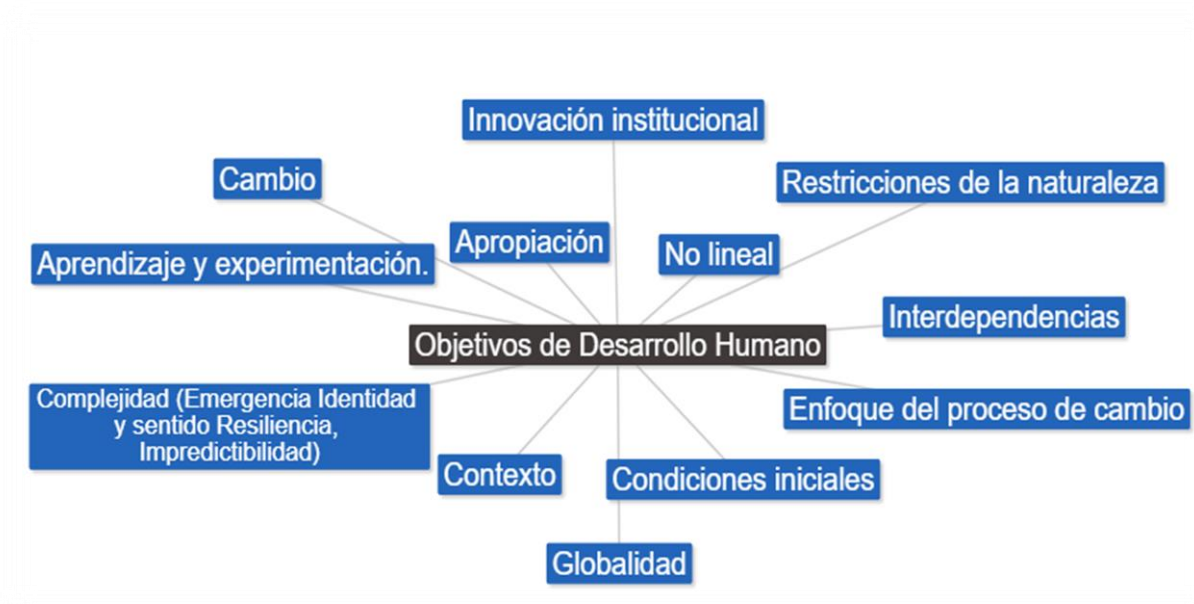 Innovación institucional
Cambio
Restricciones de la naturaleza
Apropiación
No lineal
Aprendizaje y experimentación.
Interdependencias
Objetivos de Desarrollo Humano
Complejidad (Emergencia Identidad
y sentido Resiliencia,
Impredictibilidad)
Enfoque del proceso de cambio
Contexto
Condiciones iniciales
Globalidad